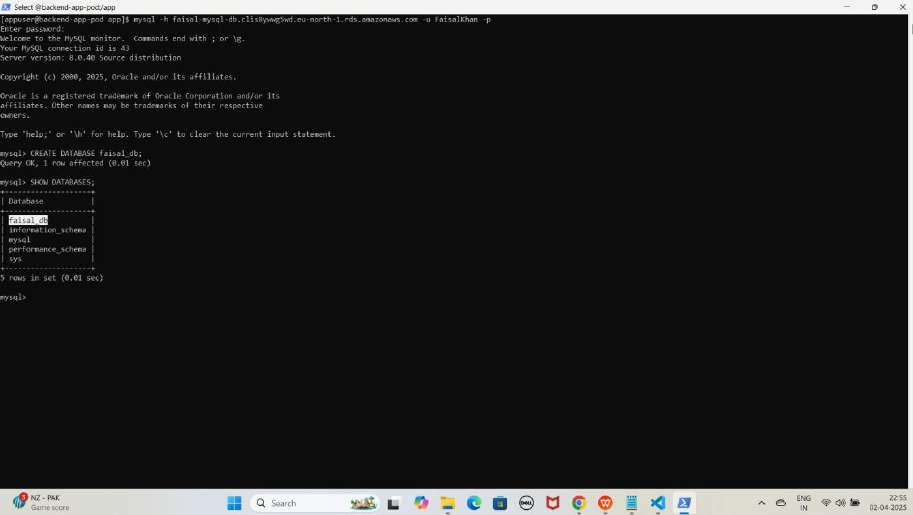 Select @backend-app-pod:/app
[appuser@backend-app-pod app]$ mysql -h faisal-mysql-db.clis8ywwg5wd.eu-north-1.rds.amazonaws.com -u FaisalKhan -p
Enter password:
Welcome to the MySQL monitor.  Commands end with ; or \g.
Your MySQL connection id is 43
Server version: 8.0.40 Source distribution
Copyright (c) 2000, 2025, Oracle and/or its affiliates.
Oracle is a registered trademark of Oracle Corporation and/or its
affiliates. Other names may be trademarks of their respective
owners.
Type 'help;' or '\h' for help. Type '\c' to clear the current input statement.
mysql> CREATE DATABASE faisal_db;
Query OK, 1 row affected (0.01 sec)
mysql> SHOW DATABASES;
+--------------------+
| Database           |
+--------------------+
| faisal_db          |
| information_schema |
| mysql              |
| performance_schema |
| sys                |
+--------------------+
5 rows in set (0.01 sec)
mysql>
3
NZ - PAK
Game score
Search
DELL
ENG
IN
22:55
02-04-2025